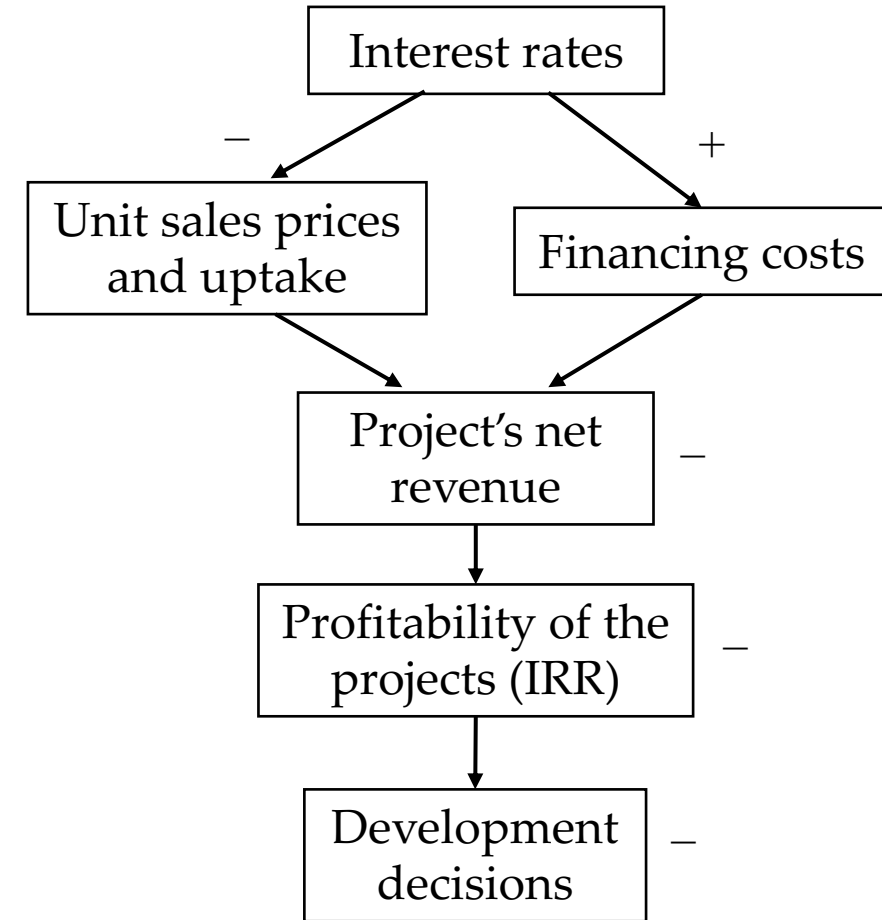 Interest rates
–
+
Unit sales prices
and uptake
Financing costs
Project’s net
revenue
–
Profitability of the
projects (IRR)
–
Development
decisions
–